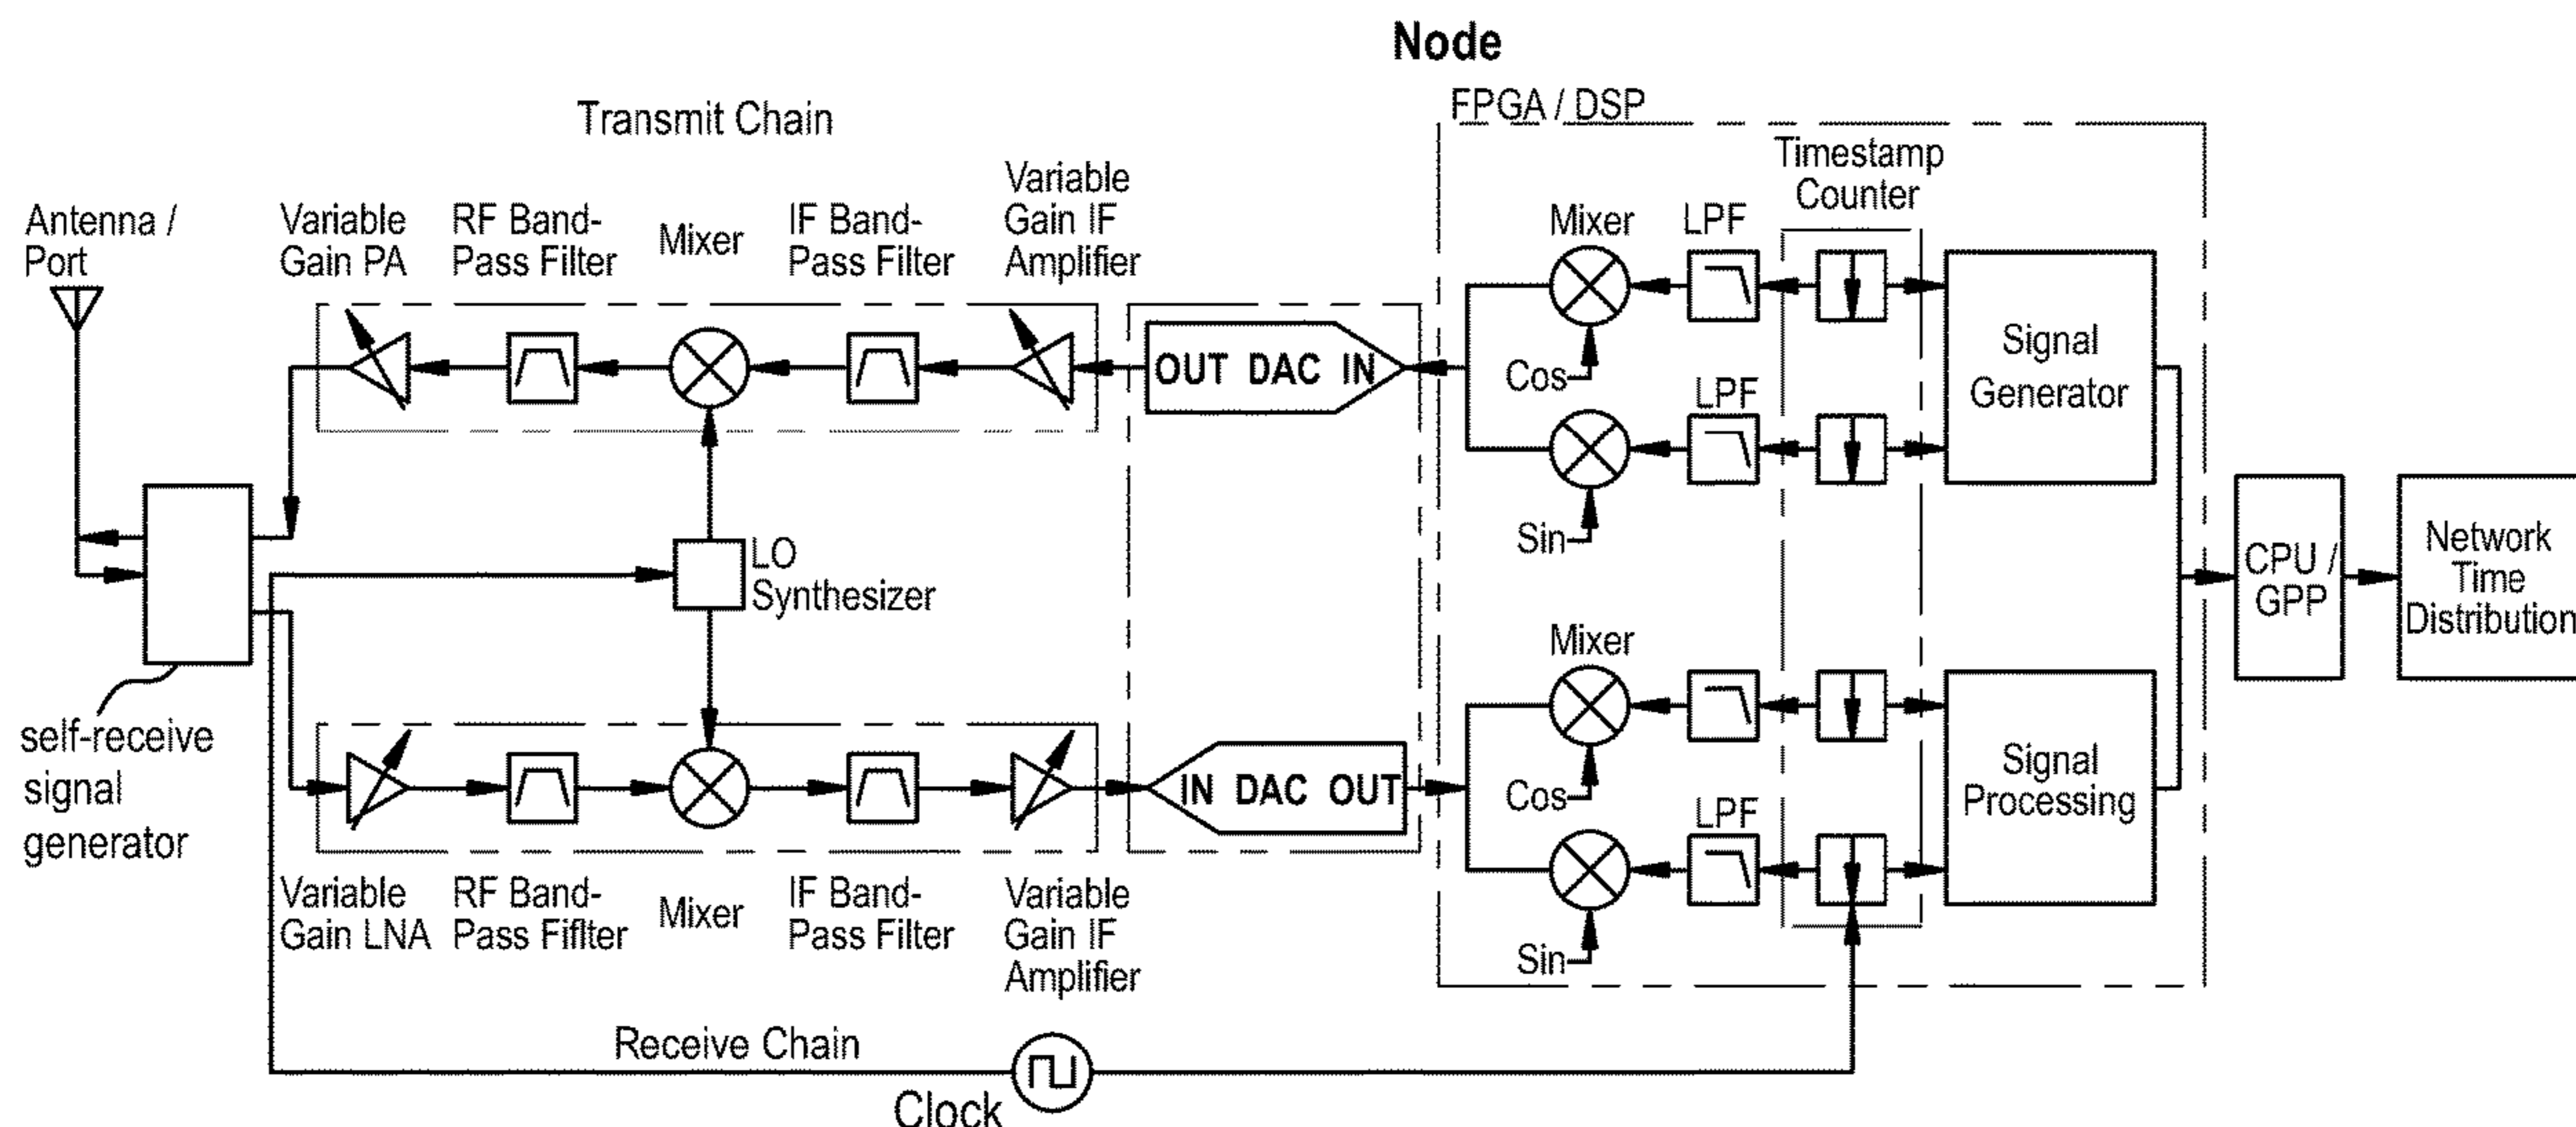 Node
FPGA / DSP
Transmit Chain
Timestamp
Counter
Antenna /
Port
Variable
Gain PA
RF Band-
Pass Filter
Mixer
IF Band-
Pass Filter
Variable
Gain IF
Amplifier
Mixer
LPF
OUT DAC IN
Cos
LPF
Sin
Signal
Generator
LO
Synthesizer
CPU /
GPP
Network
Time
Distribution
self-receive
signal
generator
Mixer
IN DAC OUT
Cos
LPF
Sin
Signal
Processing
Variable
Gain LNA
RF Band-
Pass Fiflter
Mixer
IF Band-
Pass Filter
Variable
Gain IF
Amplifier
Receive Chain
Clock